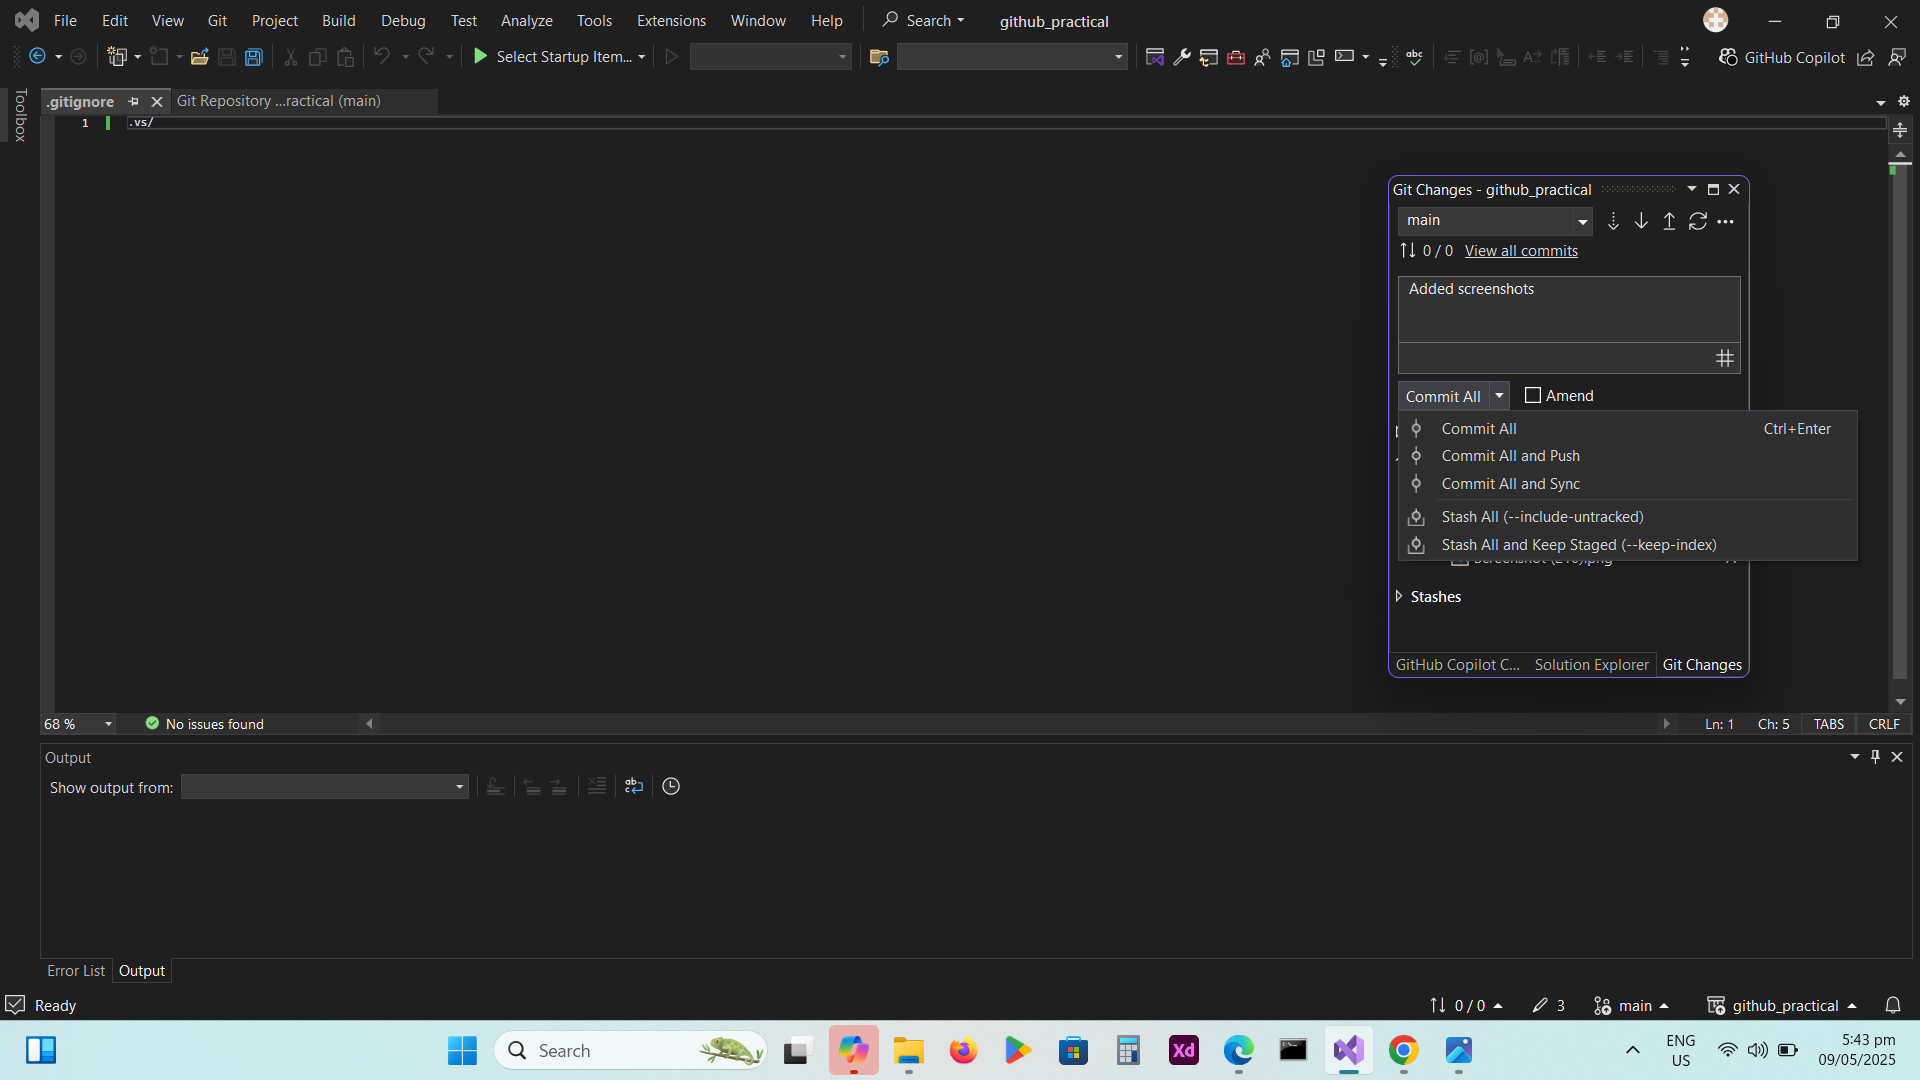 File Edit View Git Project Build Debug Test Analyze Tools Extensions Window Help Search github_practical
Select Startup Item... GitHub Copilot
Toolbox
.gitignore Git Repository ...ractical (main)
1 .vs/
Git Changes - github_practical
main
0 / 0 View all commits
Added screenshots
Commit All Amend
Commit All Ctrl+Enter
Commit All and Push
Commit All and Sync
Stash All (--include-untracked)
Stash All and Keep Staged (--keep-index)
Stashes
GitHub Copilot C... Solution Explorer Git Changes
68 % No issues found Ln: 1 Ch: 5 TABS CRLF
Output
Show output from:
Error List Output
Ready 0 / 0 3 main github_practical
Search Xd ENG 5:43 pm
US 09/05/2025